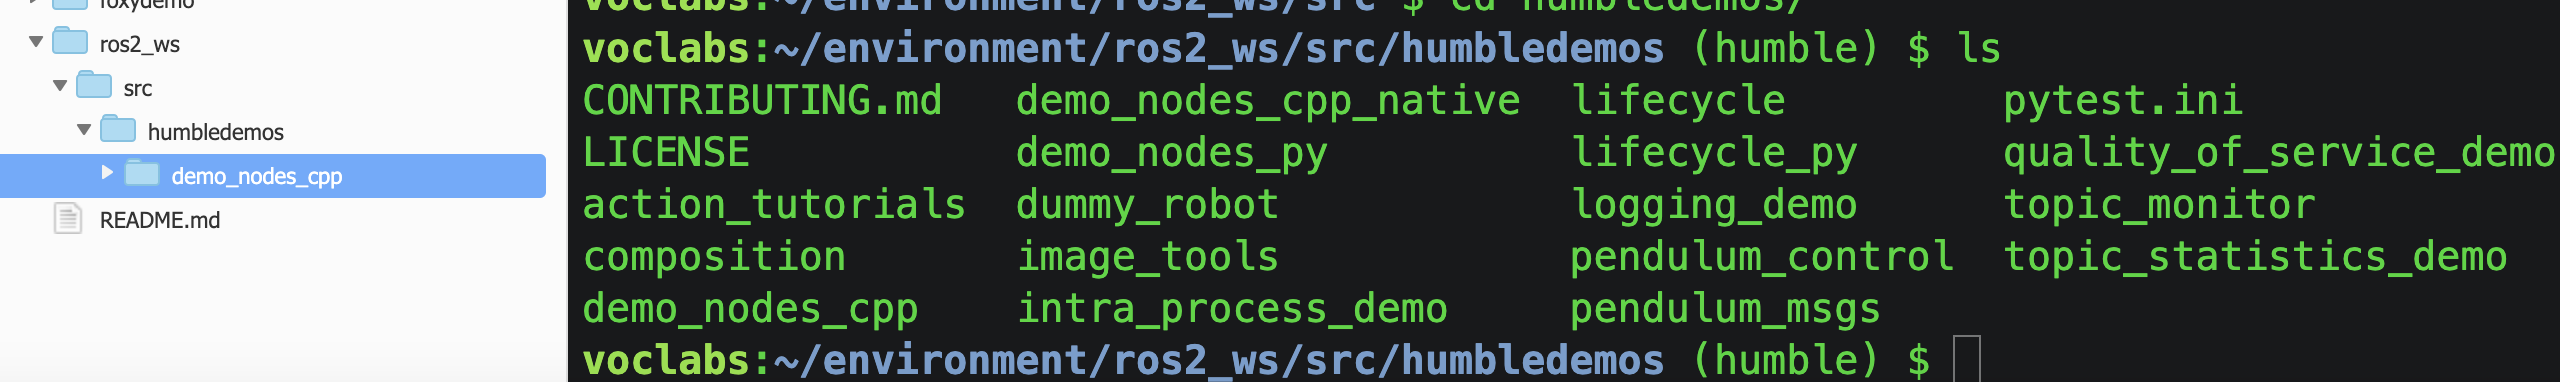 foxydemo
ros2_ws
src
humbledemos
demo_nodes_cpp
README.md
voclabs:~/environment/ros2_ws/src $ cd humbledemos/
voclabs:~/environment/ros2_ws/src/humbledemos (humble) $ ls
CONTRIBUTING.md demo_nodes_cpp_native lifecycle pytest.ini
LICENSE demo_nodes_py lifecycle_py quality_of_service_demo
action_tutorials dummy_robot logging_demo topic_monitor
composition image_tools pendulum_control topic_statistics_demo
demo_nodes_cpp intra_process_demo pendulum_msgs
voclabs:~/environment/ros2_ws/src/humbledemos (humble) $